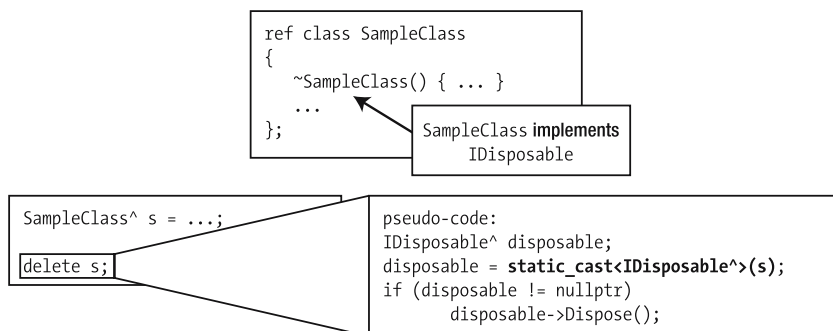 ref class SampleClass
{
~SampleClass() { ... }
...
};
SampleClass implements
IDisposable
SampleClass^ s = ...;
delete s;
pseudo-code:
IDisposable^ disposable;
disposable = static_cast<IDisposable^>(s);
if (disposable != nullptr)
disposable->Dispose();